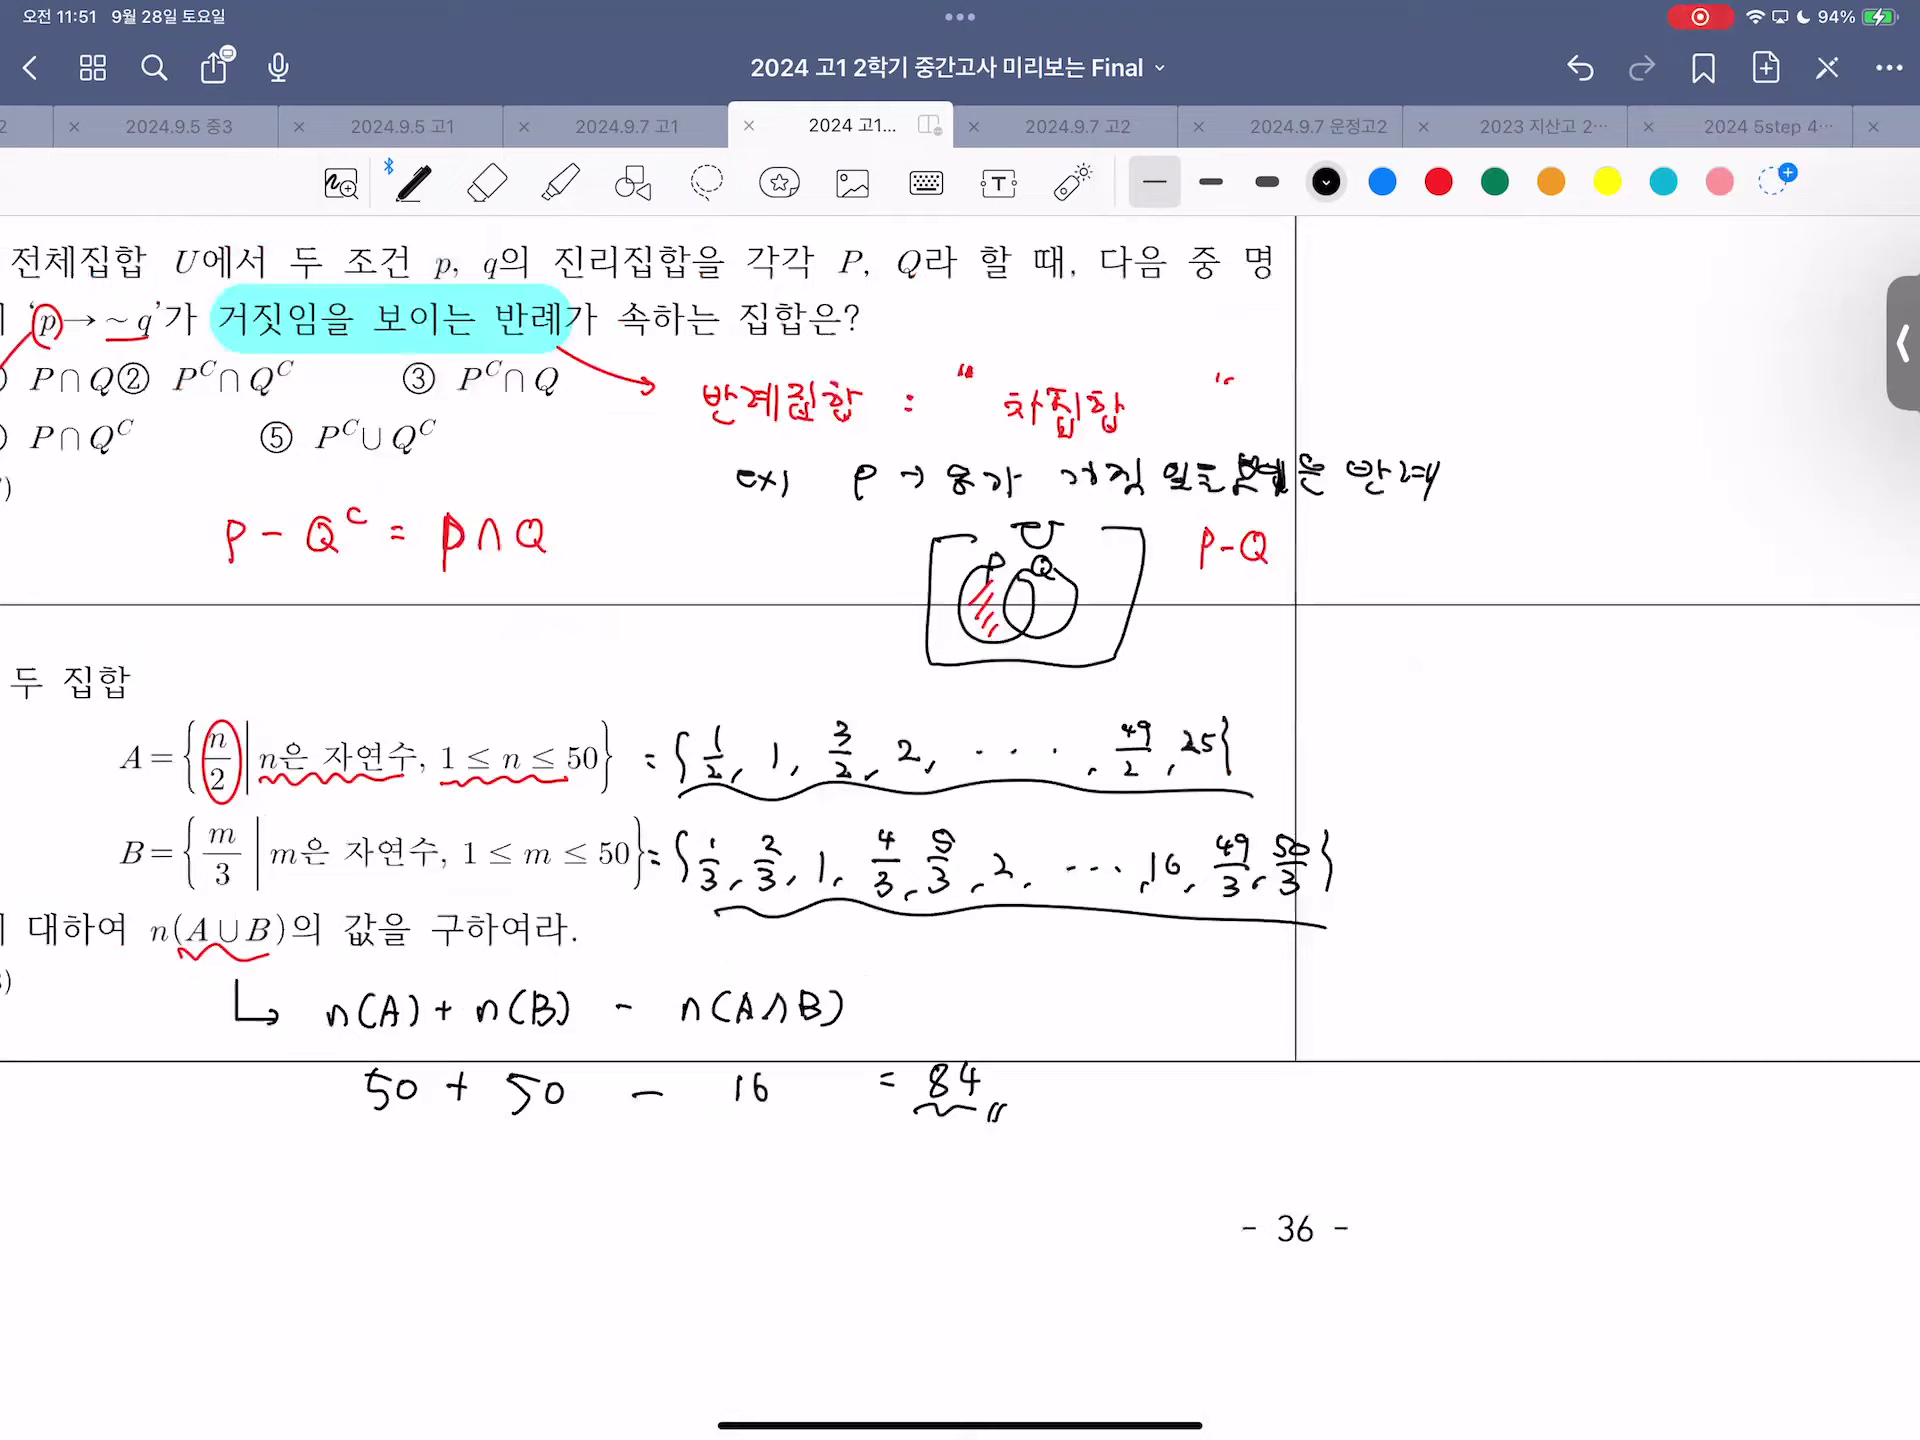 오전 11:51 9월 28일 토요일
94%
2024 고1 2학기 중간고사 미리보는 Final
2
2024.9.5 중3
2024.9.5 고1
2024.9.7 고1
2024 고1...
2024.9.7 고2
2024.9.7 운정고2
2023 지산고 2...
2024 5step 4...
전체집합 U에서 두 조건 p, q의 진리집합을 각각 P, Q라 할 때, 다음 중 명
'p→~q'가 거짓임을 보이는 반례가 속하는 집합은?
P∩Q ② P^C∩Q^C ③ P^C∩Q
P∩Q^C ⑤ P^C∪Q^C
반례집합 : " 차집합 "
ex) p → q가 거짓 반례
P - Q^C = P∩Q
U
P Q
P-Q
두 집합
A={n/2 | n은 자연수, 1≤n≤50} = {1/2, 1, 3/2, 2, ..., 49/2, 25}
B={m/3 | m은 자연수, 1≤m≤50} = {1/3, 2/3, 1, 4/3, 5/3, 2, ..., 16, 49/3, 50/3}
대하여 n(A∪B)의 값을 구하여라.
n(A) + n(B) - n(A∩B)
50 + 50 - 16 = 84
- 36 -